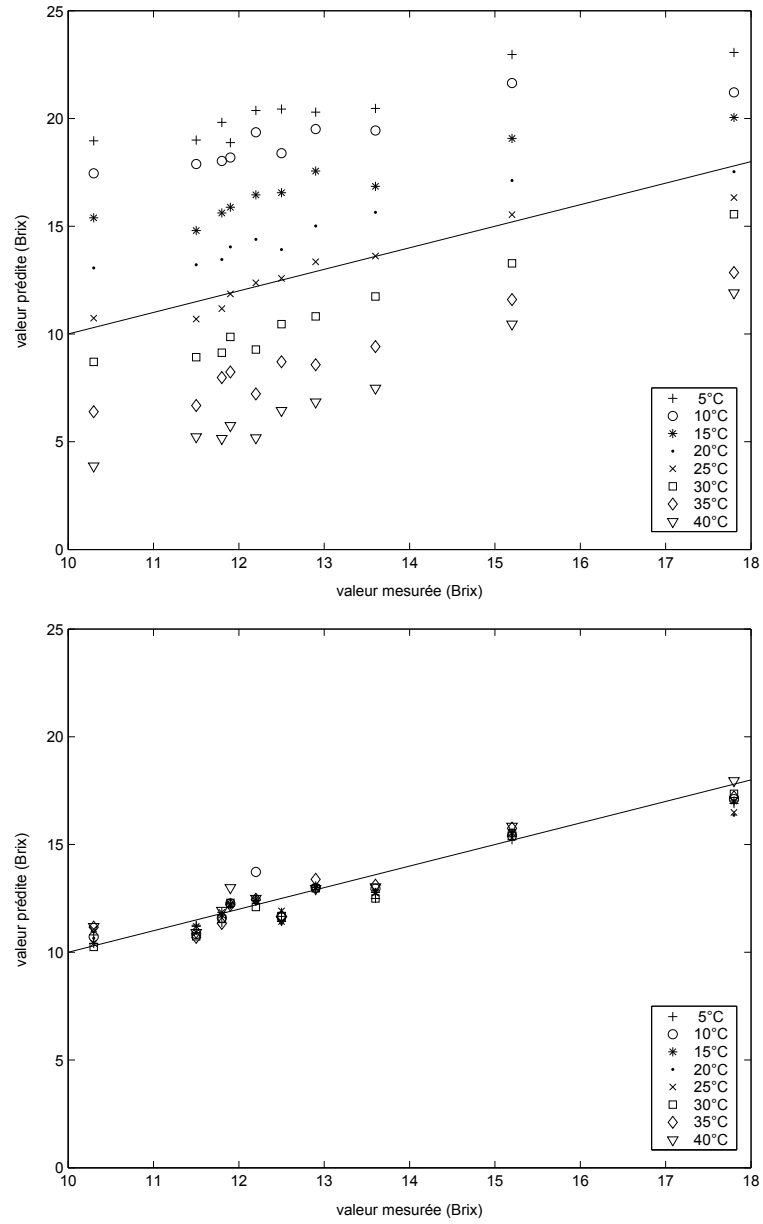 25
20
15
10
5
0
valeur prédite (Brix)
5°C
10°C
15°C
20°C
25°C
30°C
35°C
40°C
10 11 12 13 14 15 16 17 18
valeur mesurée (Brix)
25
20
15
10
5
0
valeur prédite (Brix)
5°C
10°C
15°C
20°C
25°C
30°C
35°C
40°C
10 11 12 13 14 15 16 17 18
valeur mesurée (Brix)